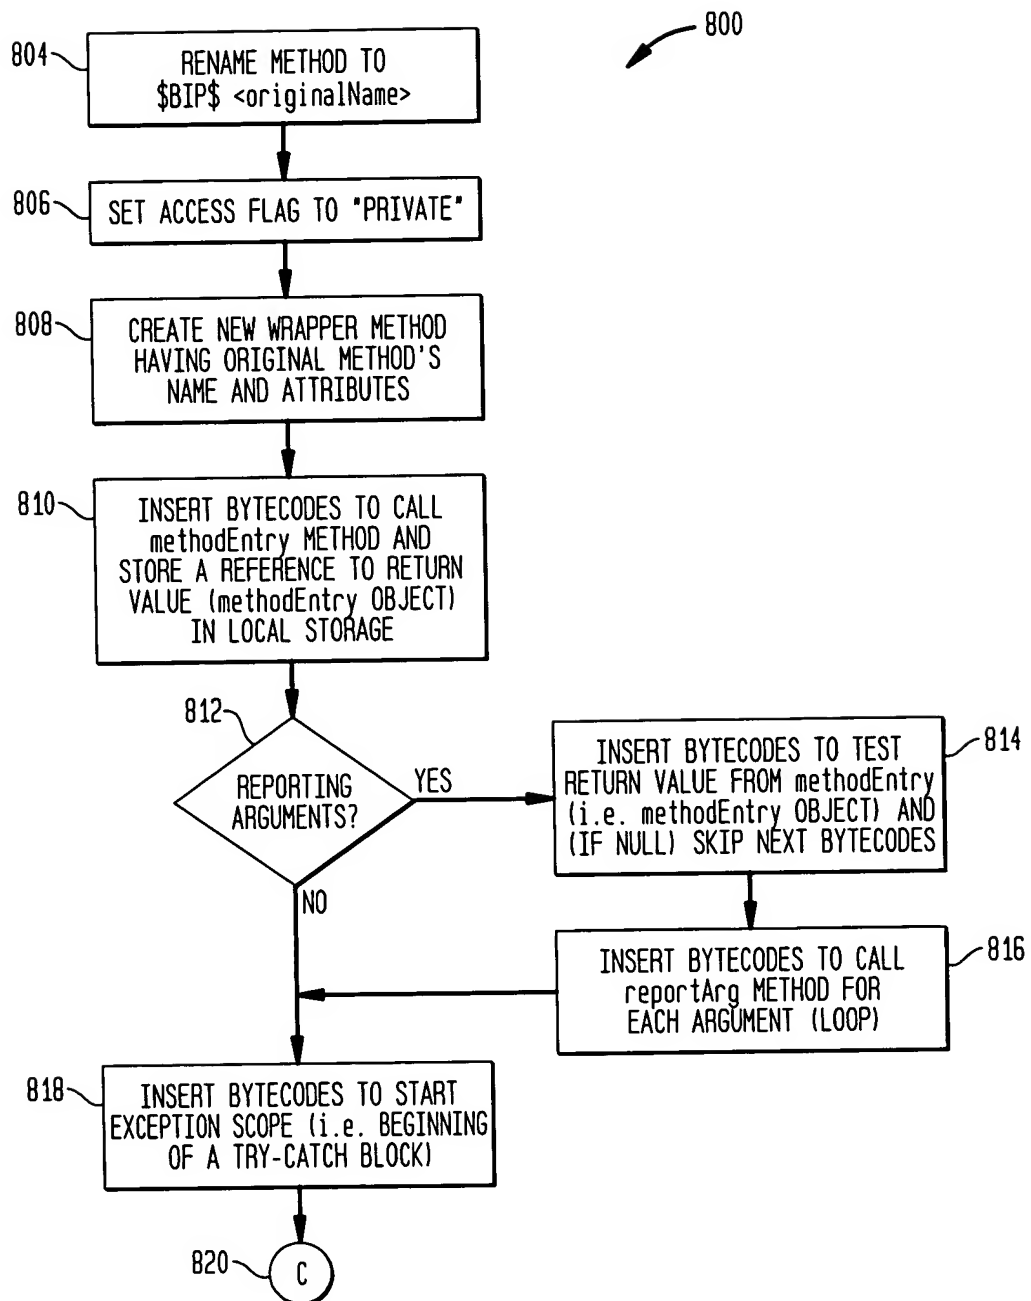 800
804
RENAME METHOD TO
$BIP$ <originalName>
806
SET ACCESS FLAG TO "PRIVATE"
808
CREATE NEW WRAPPER METHOD
HAVING ORIGINAL METHOD'S
NAME AND ATTRIBUTES
810
INSERT BYTECODES TO CALL
methodEntry METHOD AND
STORE A REFERENCE TO RETURN
VALUE (methodEntry OBJECT)
IN LOCAL STORAGE
812
REPORTING
ARGUMENTS?
YES
NO
814
INSERT BYTECODES TO TEST
RETURN VALUE FROM methodEntry
(i.e. methodEntry OBJECT) AND
(IF NULL) SKIP NEXT BYTECODES
816
INSERT BYTECODES TO CALL
reportArg METHOD FOR
EACH ARGUMENT (LOOP)
818
INSERT BYTECODES TO START
EXCEPTION SCOPE (i.e. BEGINNING
OF A TRY-CATCH BLOCK)
820
C